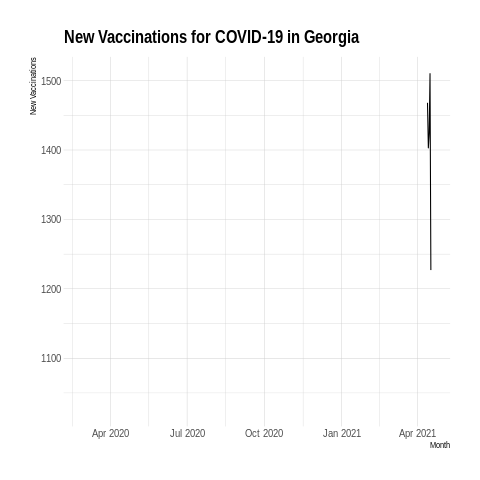 New Vaccinations for COVID-19 in Georgia
New Vaccinations
1500
1400
1300
1200
1100
Apr 2020 Jul 2020 Oct 2020 Jan 2021 Apr 2021
Month